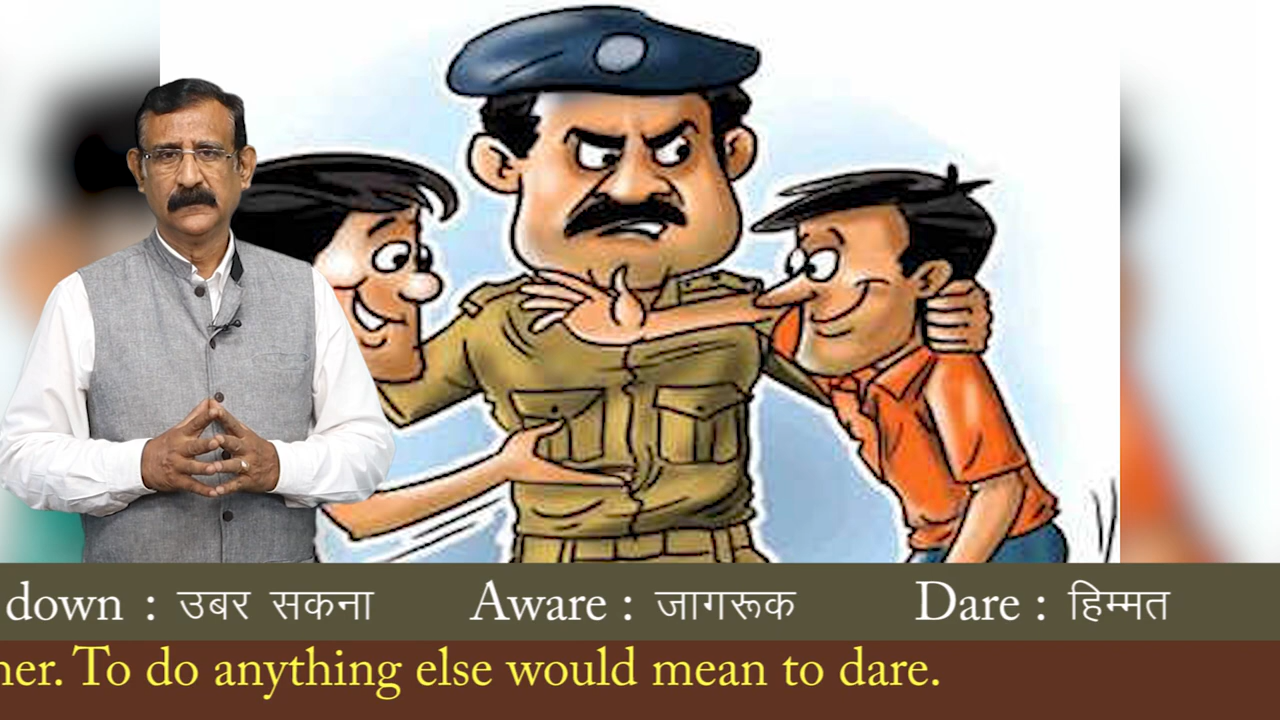 down : उबर सकना Aware : जागरूक Dare : हिम्मत
her. To do anything else would mean to dare.